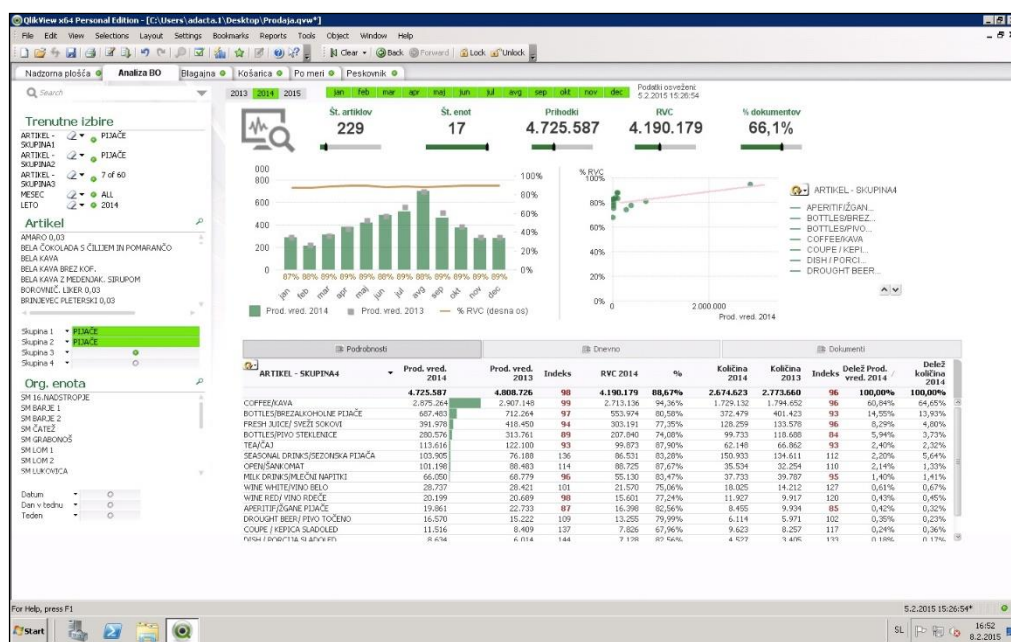 QlikView x64 Personal Edition - [C:\Users\adacta.1\Desktop\Prodaja.qvw*]
File Edit View Selections Layout Settings Bookmarks Reports Tools Object Window Help
Clear Back Forward Lock Unlock
Nadzorna plošča Analiza BO Blagajna Košarica Po meri Peskovnik
Search
2013 2014 2015 jan feb mar apr maj jun jul avg sep okt nov dec
Podatki osveženi:
5.2.2015 15:26:54
Trenutne izbire
ARTIKEL - SKUPINA1 PIJAČE
ARTIKEL - SKUPINA2 PIJAČE
ARTIKEL - SKUPINA3 7 of 60
MESEC ALL
LETO 2014
Št. artiklov Št. enot Prihodki RVC % dokumentov
229 17 4.725.587 4.190.179 66,1%
Artikel
AMARO 0,03
BELA ČOKOLADA S ČILIJEM IN POMARANČO
BELA KAVA
BELA KAVA BREZ KOF.
BELA KAVA Z MEDENJAK. SIRUPOM
BOROVNIČ. LIKER 0,03
BRINJEVEC PLETERSKI 0,03
Skupina 1 PIJAČE
Skupina 2 PIJAČE
Skupina 3
Skupina 4
Org. enota
SM 16.NADSTROPJE
SM BARJE 1
SM BARJE 2
SM ČATEŽ
SM GRABONOŠ
SM LOM 1
SM LOM 2
SM LUKOVICA
Datum
Dan v tednu
Teden
000
800
600
400
200
0
100%
80%
60%
40%
20%
0%
87% 88% 89% 89% 89% 88% 89% 88% 89% 89% 88% 89%
jan feb mar apr maj jun jul avg sep okt nov dec
Prod. vred. 2014 Prod. vred. 2013 % RVC (desna os)
% RVC
100%
80%
60%
40%
20%
0%
0 2.000.000
Prod. vred. 2014
ARTIKEL - SKUPINA4
APERITIF/ŽGAN...
BOTTLES/BREZ...
BOTTLES/PIVO...
COFFEE/KAVA
COUPE / KEPI...
DISH / PORCI...
DROUGHT BEER...
Podrobnosti Dnevno Dokumenti
ARTIKEL - SKUPINA4 Prod. vred. 2014 Prod. vred. 2013 Indeks RVC 2014 % Količina 2014 Količina 2013 Indeks Delež Prod. vred. 2014 Delež količina 2014
4.725.587 4.808.726 98 4.190.179 88,67% 2.674.623 2.773.660 96 100,00% 100,00%
COFFEE/KAVA 2.875.264 2.907.148 99 2.713.136 94,36% 1.729.132 1.794.652 96 60,84% 64,65%
BOTTLES/BREZALKOHOLNE PIJAČE 687.483 712.264 97 553.974 80,58% 372.479 401.423 93 14,55% 13,93%
FRESH JUICE/ SVEŽI SOKOVI 391.978 418.450 94 303.191 77,35% 128.259 133.578 96 8,29% 4,80%
BOTTLES/PIVO STEKLENICE 280.576 313.761 89 207.840 74,08% 99.733 118.688 84 5,94% 3,73%
TEA/ČAJ 113.616 122.100 93 99.873 87,90% 62.148 66.862 93 2,40% 2,32%
SEASONAL DRINKS/SEZONSKA PIJAČA 103.905 76.188 136 86.531 83,28% 150.933 134.611 112 2,20% 5,64%
OPEN/ŠANKOMAT 101.198 88.483 114 88.725 87,67% 35.534 32.254 110 2,14% 1,33%
MILK DRINKS/MLEČNI NAPITKI 66.050 68.779 96 55.130 83,47% 37.733 39.787 95 1,40% 1,41%
WINE WHITE/VINO BELO 28.737 28.421 101 21.570 75,06% 18.025 14.212 127 0,61% 0,67%
WINE RED/ VINO RDEČE 20.199 20.689 98 15.601 77,24% 11.927 9.917 120 0,43% 0,45%
APERITIF/ŽGANE PIJAČE 19.861 22.733 87 16.398 82,56% 8.455 9.934 85 0,42% 0,32%
DROUGHT BEER/ PIVO TOČENO 16.570 15.222 109 13.255 79,99% 6.114 5.971 102 0,35% 0,23%
COUPE / KEPICA SLADOLED 11.516 8.409 137 7.826 67,96% 9.623 8.257 117 0,24% 0,36%
DISH / PORCIJA SLADOLED 8.634 6.014 144 7.128 82,56% 4.527 3.405 133 0,18% 0,17%
For Help, press F1 5.2.2015 15:26:54*
Start SL 16:52
8.2.2015